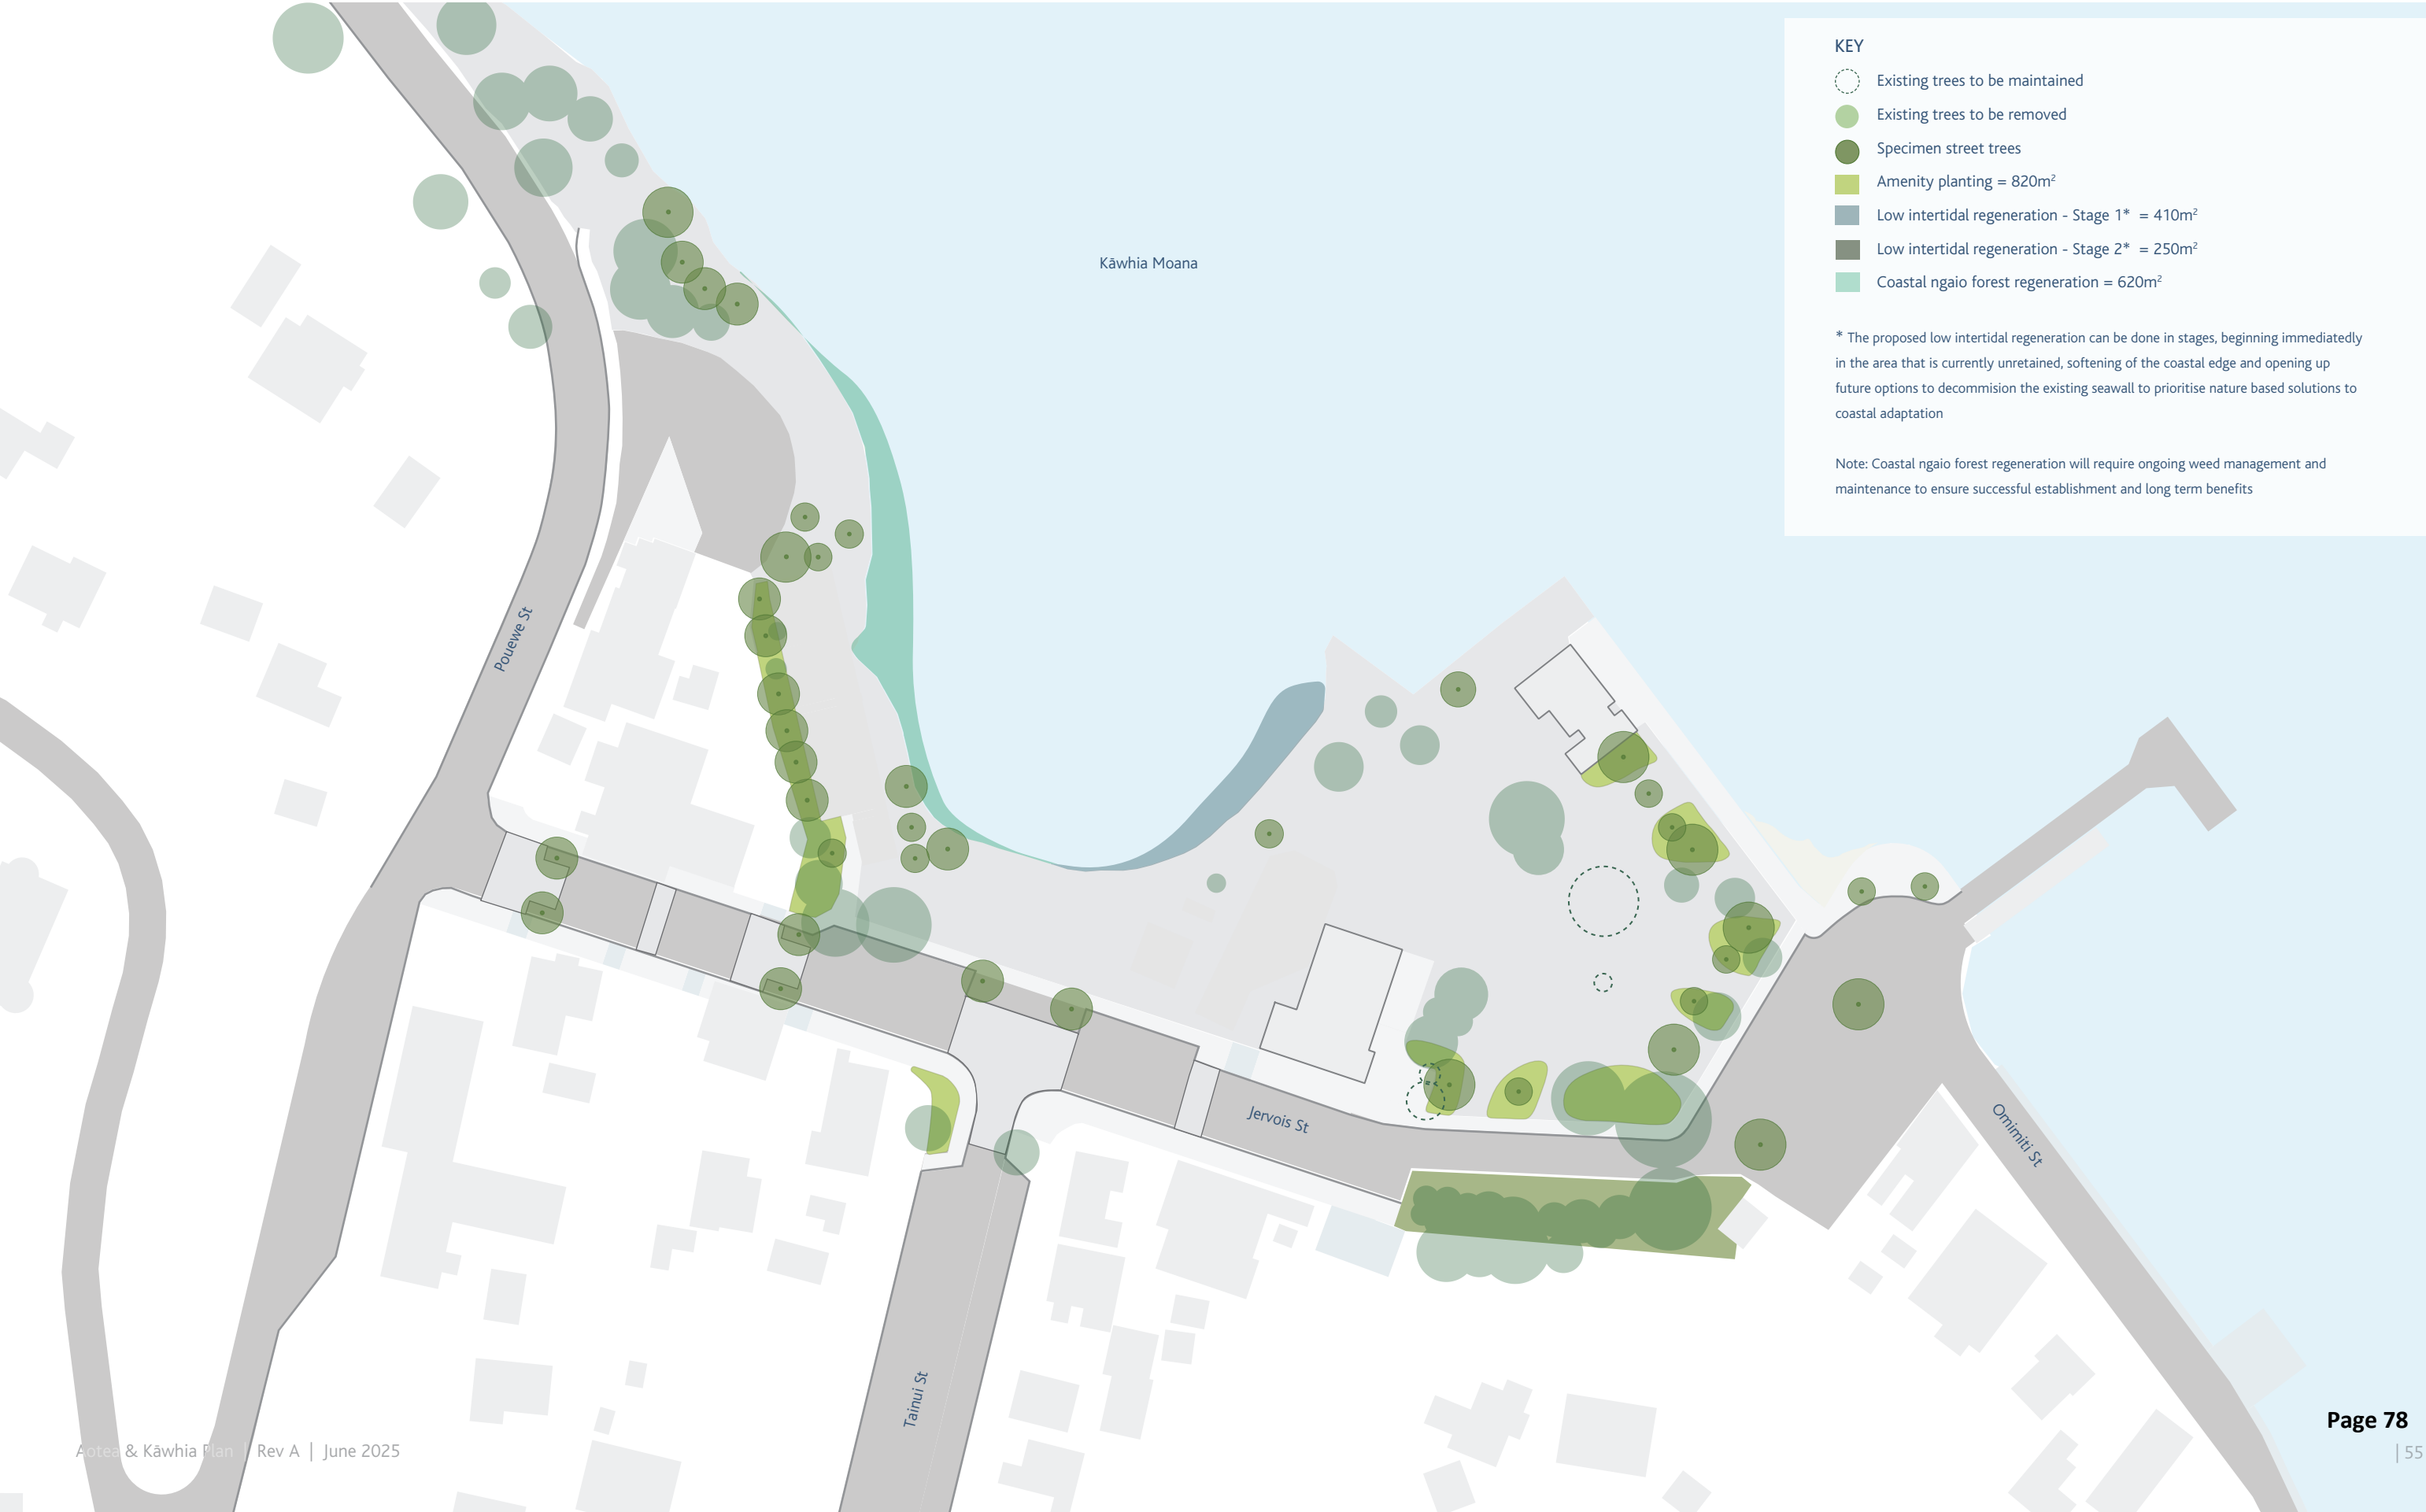 KEY
Existing trees to be maintained
Existing trees to be removed
Specimen street trees
Amenity planting = 820m²
Low intertidal regeneration - Stage 1* = 410m²
Low intertidal regeneration - Stage 2* = 250m²
Coastal ngaio forest regeneration = 620m²
* The proposed low intertidal regeneration can be done in stages, beginning immediately
in the area that is currently unretained, softening of the coastal edge and opening up
future options to decommision the existing seawall to prioritise nature based solutions to
coastal adaptation
Note: Coastal ngaio forest regeneration will require ongoing weed management and
maintenance to ensure successful establishment and long term benefits
Kāwhia Moana
Pouewe St
Jervois St
Omimiti St
Tainui St
Aotea & Kāwhia Plan | Rev A | June 2025
Page 78
| 55